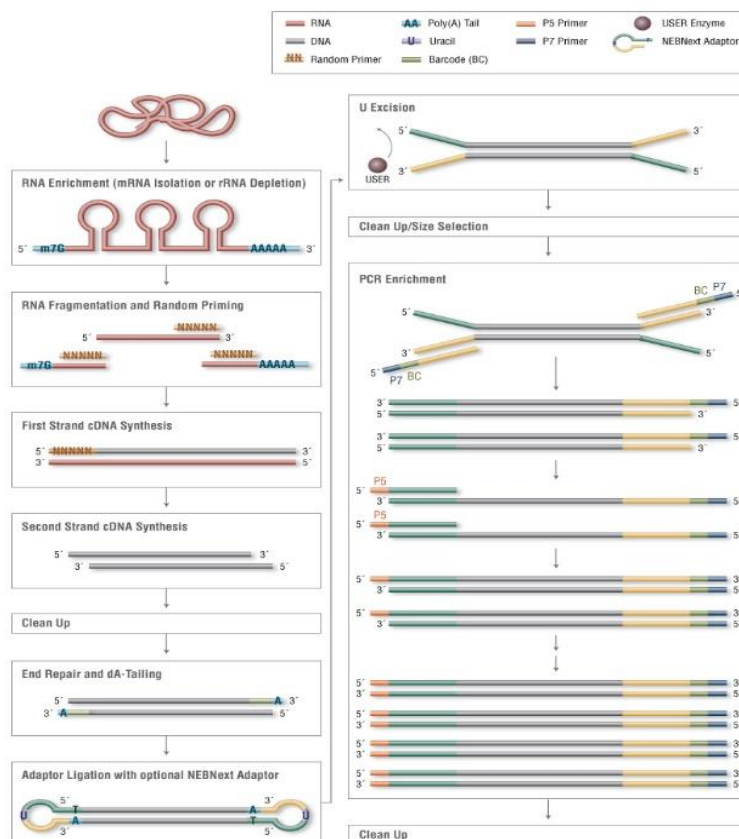 RNA
DNA
NN Random Primer
AA Poly(A) Tail
U Uracil
Barcode (BC)
P5 Primer
P7 Primer
USER Enzyme
NEBNext Adaptor
RNA Enrichment (mRNA Isolation or rRNA Depletion)
5´ m7G AAAAA 3´
RNA Fragmentation and Random Priming
NNNNN
5´ 3´
NNNNN NNNNN
m7G AAAAA
First Strand cDNA Synthesis
5´ NNNNN 3´
3´ 5´
Second Strand cDNA Synthesis
5´ 3´
3´ 5´
Clean Up
End Repair and dA-Tailing
5´ A 3´
3´ A 5´
Adaptor Ligation with optional NEBNext Adaptor
5´ T A 3´
U U
3´ A T 5´
U Excision
5´ 3´
3´ 5´
USER
Clean Up/Size Selection
PCR Enrichment
BC P7
5´
5´ 3´
3´ 5´
5´
P7 BC
3´ 5
5´ 3´
3´ 5
5´ 3´
P5
5´
3´ 5
P5
5´
3´ 5
5´ 3
3´ 5
5´ 3
3´ 5
5´ 3
3´ 5
5´ 3
3´ 5
5´ 3
3´ 5
5´ 3
3´ 5
Clean Up